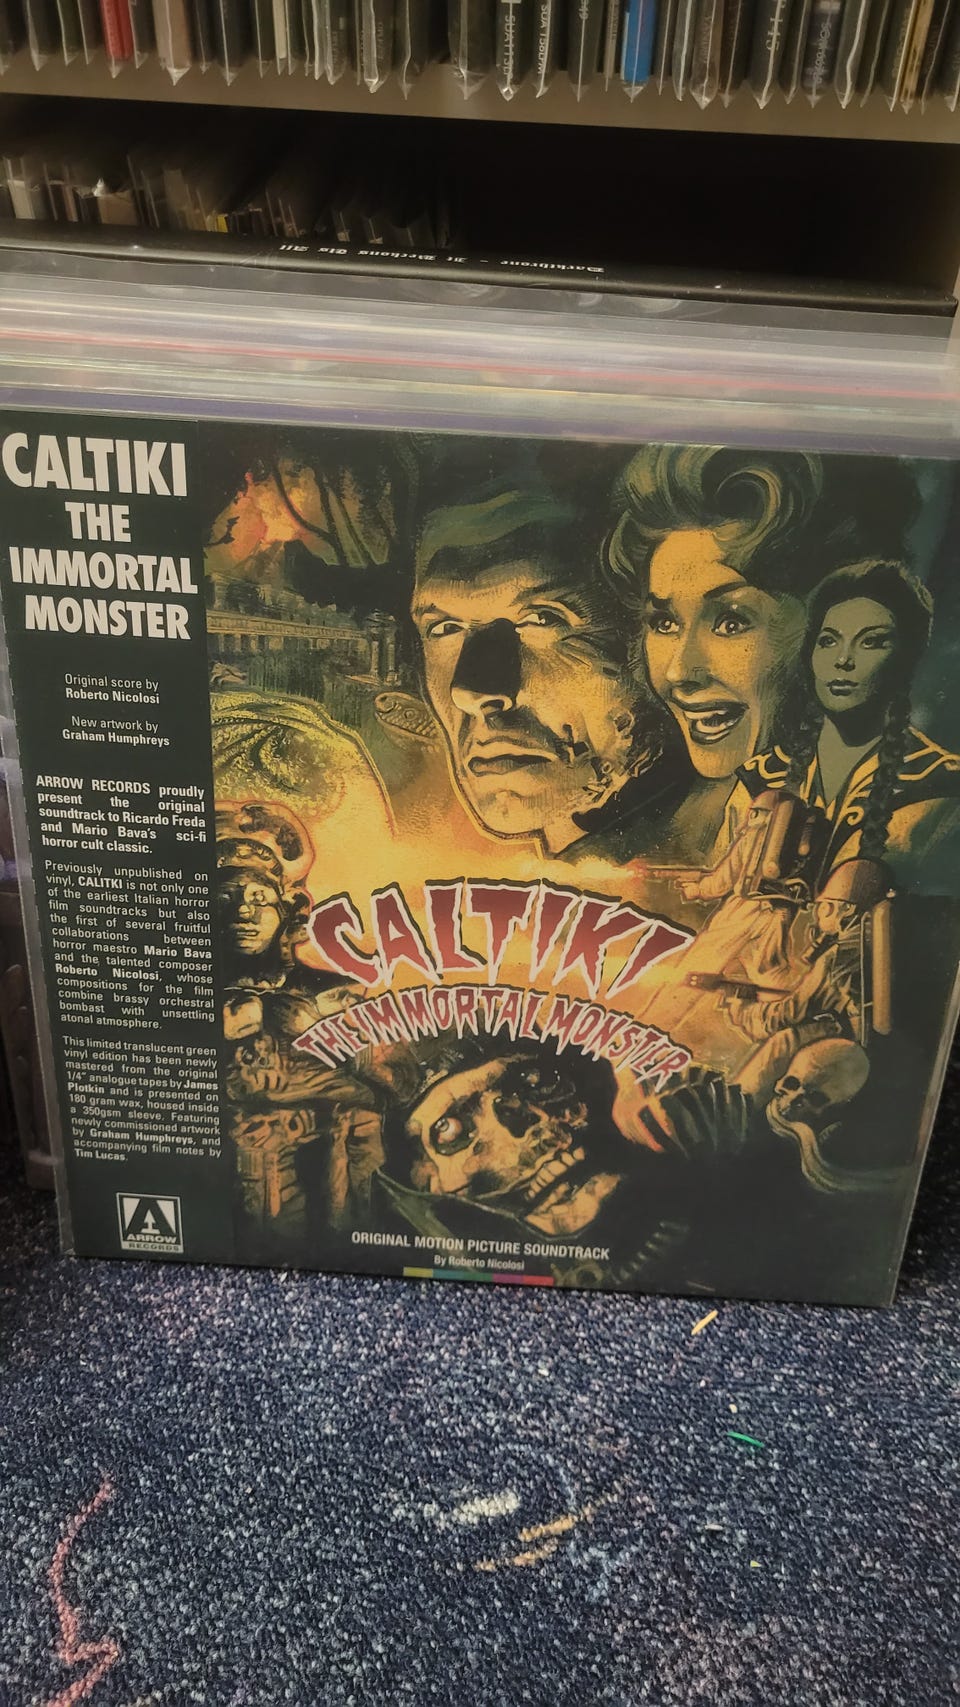 CALTIKI
THE
IMMORTAL
MONSTER
Original score by
Roberto Nicolosi
New artwork by
Graham Humphreys
ARROW RECORDS proudly
present the original
soundtrack to Ricardo Freda
and Mario Bava's sci-fi
horror cult classic.
Previously unpublished on
vinyl, CALITKI is not only one
of the earliest Italian horror
film soundtracks but also
the first of several fruitful
collaborations between
horror maestro Mario Bava
and the talented composer
Roberto Nicolosi, whose
compositions for the film
combine brassy orchestral
bombast with unsettling
atonal atmosphere.
This limited translucent green
vinyl edition has been newly
mastered from the original
1/4" analogue tapes by James
Plotkin and is presented on
180 gram wax, housed inside
a 350gsm sleeve. Featuring
newly commissioned artwork
by Graham Humphreys, and
accompanying film notes by
Tim Lucas.
ARROW
RECORDS
CALTIKI
THE IMMORTAL MONSTER
ORIGINAL MOTION PICTURE SOUNDTRACK
By Roberto Nicolosi